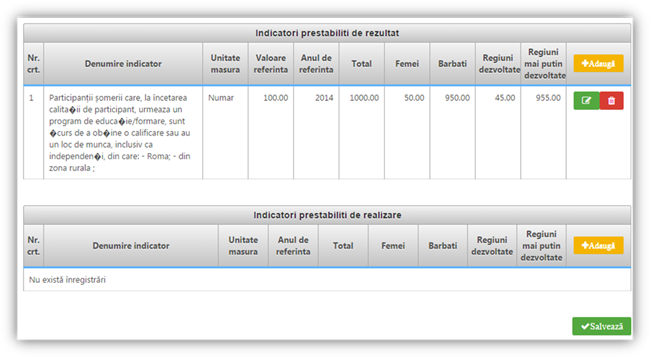 Indicatori prestabiliti de rezultat
Nr. crt. Denumire indicator Unitate masura Valoare referinta Anul de referinta Total Femei Barbati Regiuni dezvoltate Regiuni mai putin dezvoltate Adaugă
1 Participanții șomerii care, la încetarea Numar 100.00 2014 1000.00 50.00 950.00 45.00 955.00
calita�ii de participant, urmeaza un
program de educa�ie/formare, sunt
�curs de a ob�ine o calificare sau au
un loc de munca, inclusiv ca
independen�i, din care: - Roma; - din
zona rurala ;
Indicatori prestabiliti de realizare
Nr. crt. Denumire indicator Unitate masura Anul de referinta Total Femei Barbati Regiuni dezvoltate Regiuni mai putin dezvoltate Adaugă
Nu există înregistrări
Salvează